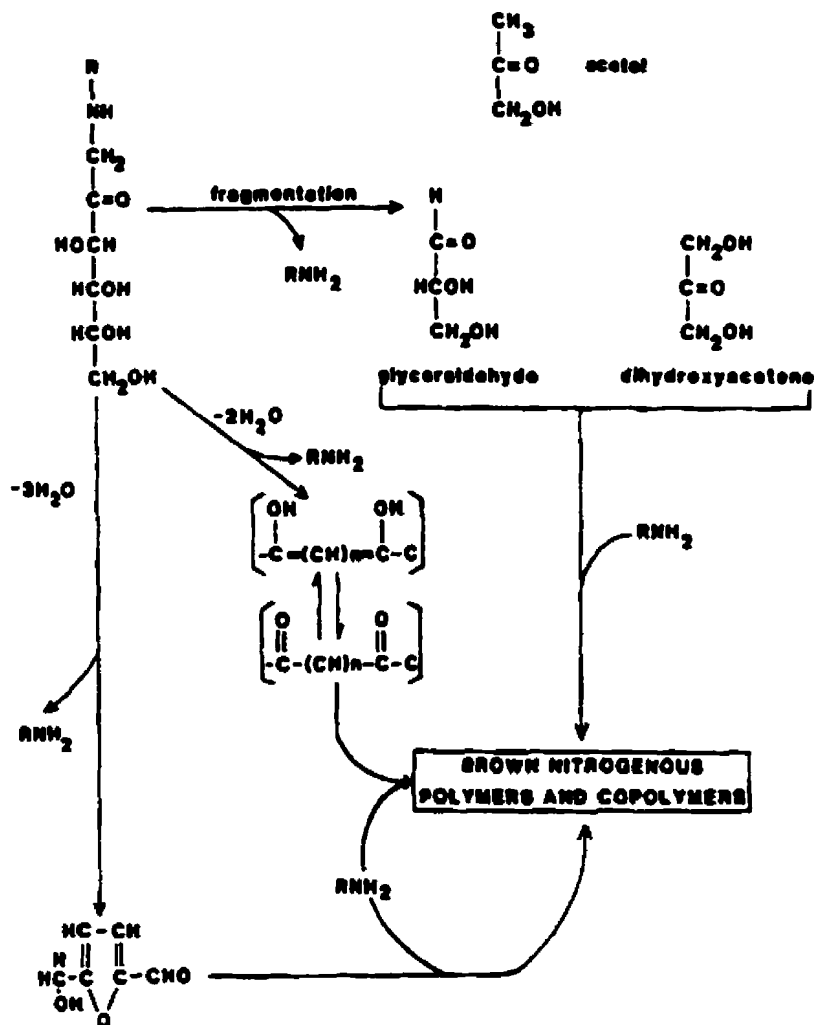 CH3
C=O acetol
CH2OH
R
NH
CH2
C=O
HOCH
HCOH
HCOH
CH2OH
fragmentation
RNH2
H
C=O
HCOH
CH2OH
glyceraldehyde
CH2OH
C=O
CH2OH
dihydroxyacetone
-2H2O
RNH2
-3H2O
OH OH
-C=(CH)n=C-C
O O
-C-(CH)n-C-C
RNH2
RNH2
BROWN NITROGENOUS
POLYMERS AND COPOLYMERS
RNH2
HC-CH
H
HC-C C-CHO
OH
O